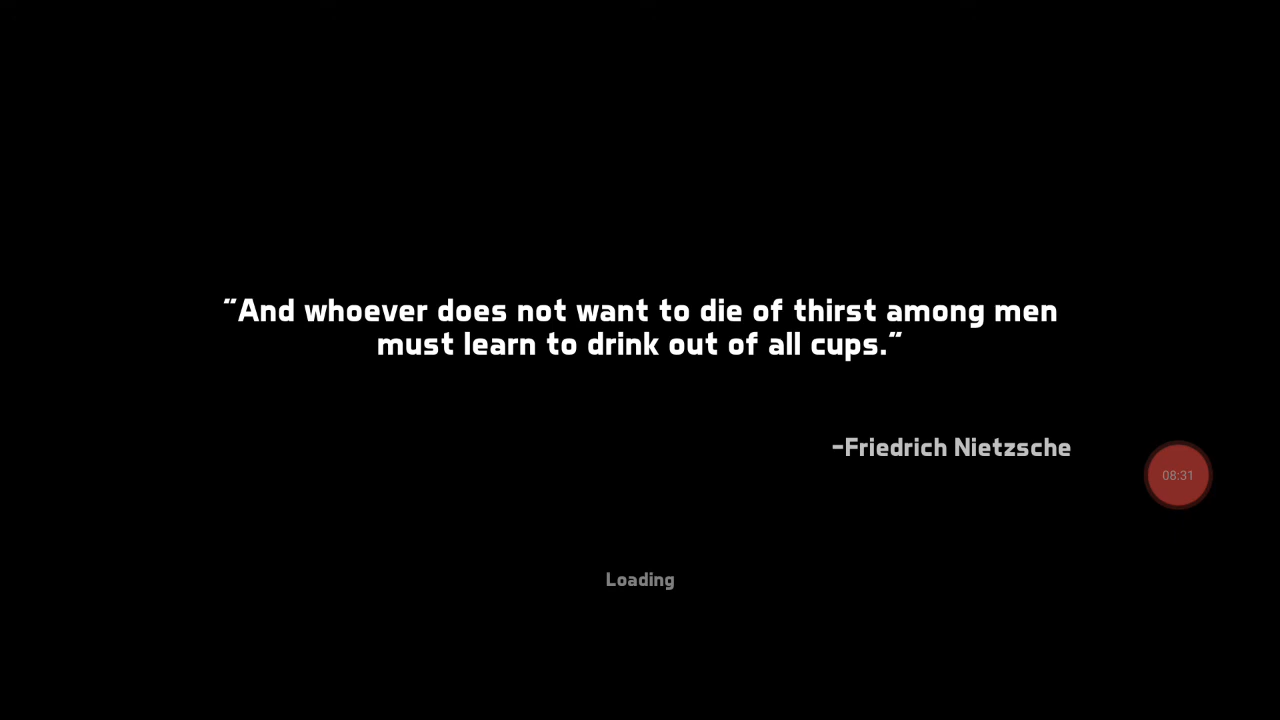 "And whoever does not want to die of thirst among men
must learn to drink out of all cups."
-Friedrich Nietzsche
08:31
Loading